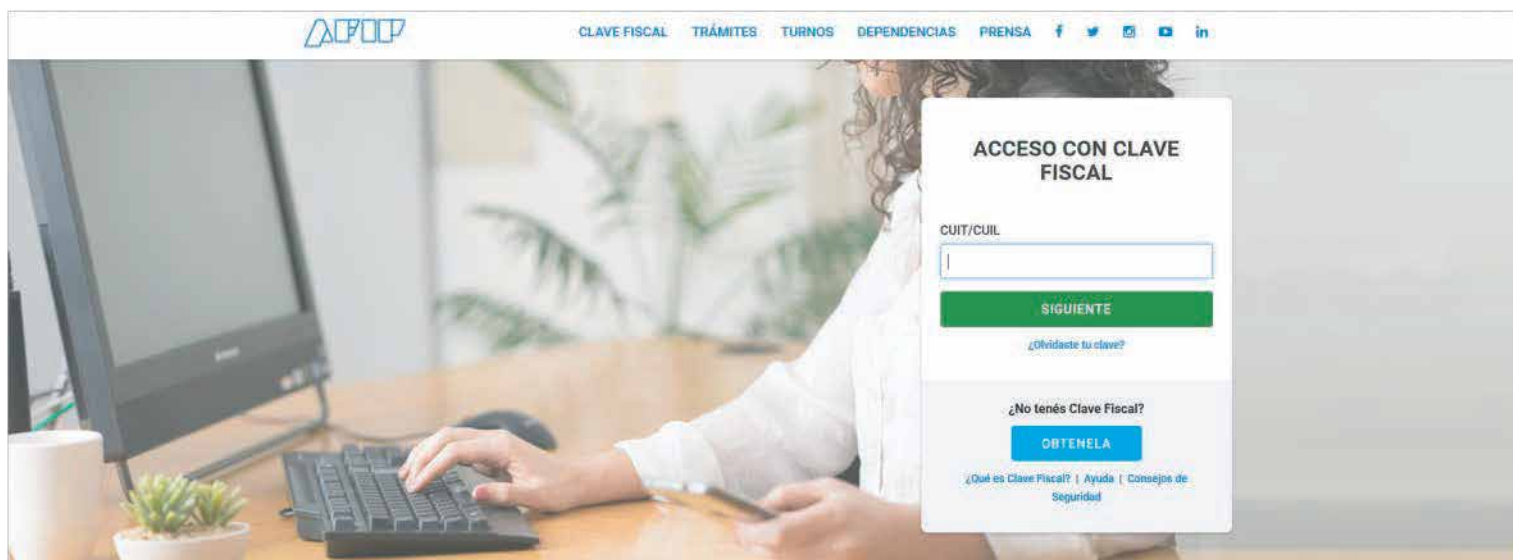 AFIP
CLAVE FISCAL TRÁMITES TURNOS DEPENDENCIAS PRENSA
ACCESO CON CLAVE
FISCAL
CUIT/CUIL
SIGUIENTE
¿Olvidaste tu clave?
¿No tenés Clave Fiscal?
OBTENELA
¿Qué es Clave Fiscal? | Ayuda | Consejos de
Seguridad